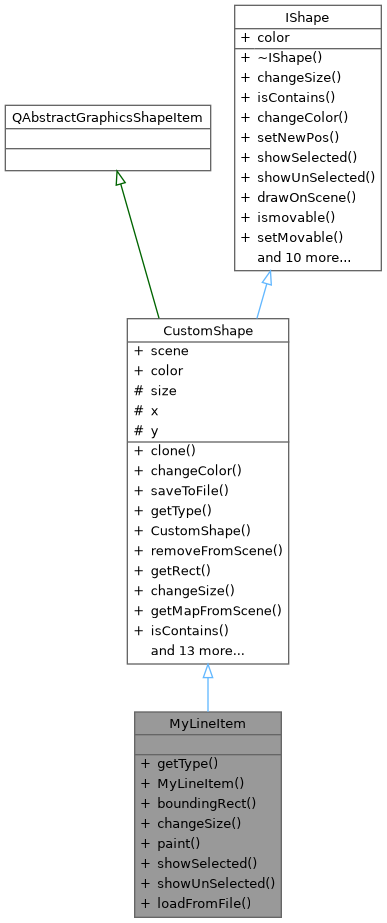 IShape
+ color
+ ~IShape()
+ changeSize()
+ isContains()
+ changeColor()
+ setNewPos()
+ showSelected()
+ showUnSelected()
+ drawOnScene()
+ ismovable()
+ setMovable()
and 10 more...
QAbstractGraphicsShapeItem
CustomShape
+ scene
+ color
# size
# x
# y
+ clone()
+ changeColor()
+ saveToFile()
+ getType()
+ CustomShape()
+ removeFromScene()
+ getRect()
+ changeSize()
+ getMapFromScene()
+ isContains()
and 13 more...
MyLineItem
+ getType()
+ MyLineItem()
+ boundingRect()
+ changeSize()
+ paint()
+ showSelected()
+ showUnSelected()
+ loadFromFile()